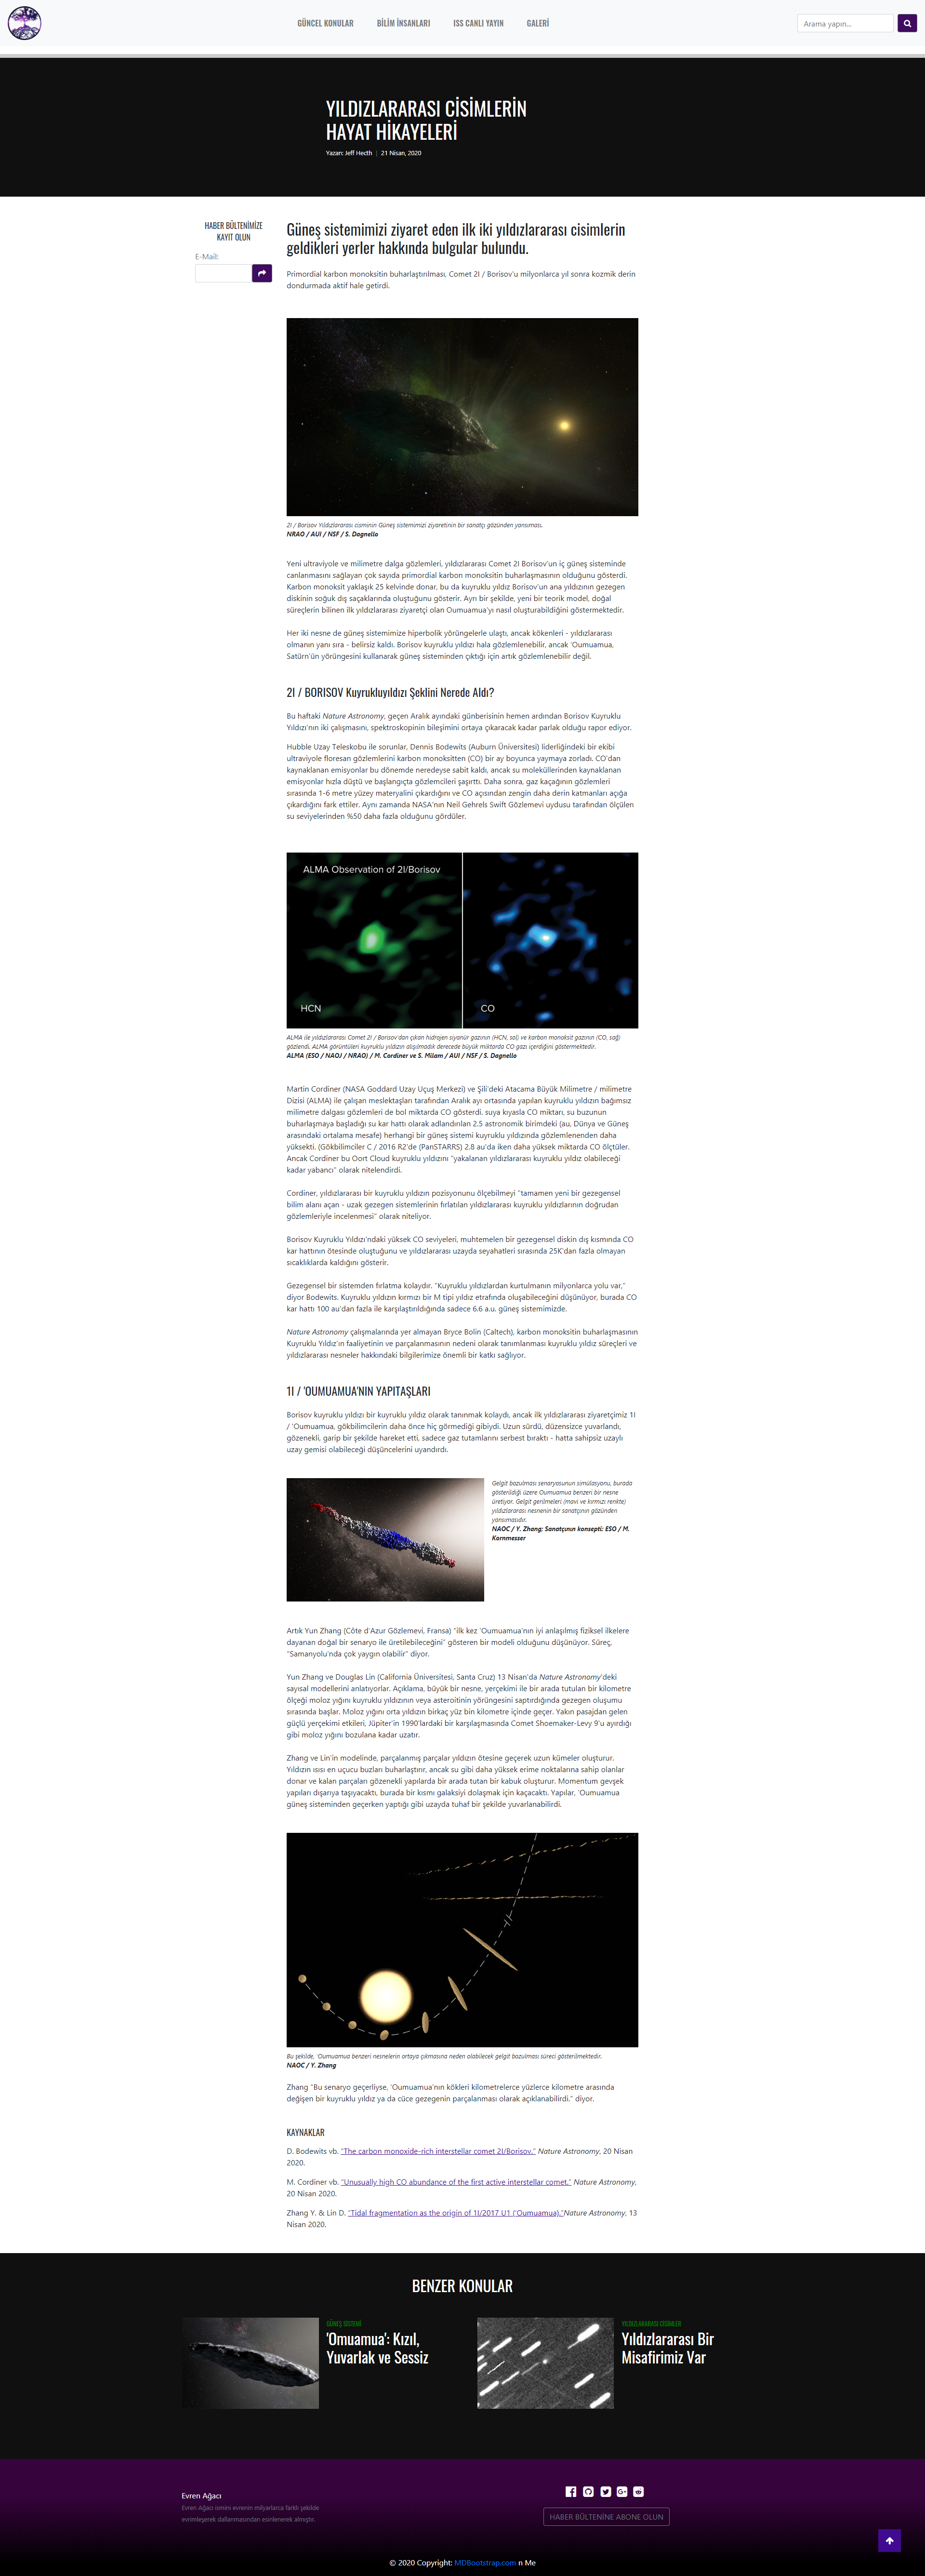 GÜNCEL KONULAR
BİLİM İNSANLARI
ISS CANLI YAYIN
GALERİ
Arama yapın...
YILDIZLARARASI CİSİMLERİN
HAYAT HİKAYELERİ
Yazan: Jeff Hecth | 21 Nisan, 2020
HABER BÜLTENİMİZE
KAYIT OLUN
E-Mail:
Güneş sistemimizi ziyaret eden ilk iki yıldızlararası cisimlerin
geldikleri yerler hakkında bulgular bulundu.
Primordial karbon monoksitin buharlaştırılması, Comet 2I / Borisov'u milyonlarca yıl sonra kozmik derin
dondurmada aktif hale getirdi.
2I / Borisov Yıldızlararası cisminin Güneş sistemimizi ziyaretinin bir sanatçı gözünden yansıması.
NRAO / AUI / NSF / S. Dagnello
Yeni ultraviyole ve milimetre dalga gözlemleri, yıldızlararası Comet 2I Borisov'un iç güneş sisteminde
canlanmasını sağlayan çok sayıda primordial karbon monoksitin buharlaşmasının olduğunu gösterdi.
Karbon monoksit yaklaşık 25 kelvinde donar, bu da kuyruklu yıldız Borisov'un ana yıldızının gezegen
diskinin soğuk dış saçaklarında oluştuğunu gösterir. Ayrı bir şekilde, yeni bir teorik model, doğal
süreçlerin bilinen ilk yıldızlararası ziyaretçi olan Oumuamua'yı nasıl oluşturabildiğini göstermektedir.
Her iki nesne de güneş sistemimize hiperbolik yörüngelerle ulaştı, ancak kökenleri - yıldızlararası
olmanın yanı sıra - belirsiz kaldı. Borisov kuyruklu yıldızı hala gözlemlenebilir, ancak 'Oumuamua,
Satürn'ün yörüngesini kullanarak güneş sisteminden çıktığı için artık gözlemlenebilir değil.
2I / BORISOV Kuyrukluyıldızı Şeklini Nerede Aldı?
Bu haftaki Nature Astronomy, geçen Aralık ayındaki günberisinin hemen ardından Borisov Kuyruklu
Yıldızı'nın iki çalışmasını, spektroskopinin bileşimini ortaya çıkaracak kadar parlak olduğu rapor ediyor.
Hubble Uzay Teleskobu ile sorunlar, Dennis Bodewits (Auburn Üniversitesi) liderliğindeki bir ekibi
ultraviyole floresan gözlemlerini karbon monoksitten (CO) bir ay boyunca yaymaya zorladı. CO'dan
kaynaklanan emisyonlar bu dönemde neredeyse sabit kaldı, ancak su moleküllerinden kaynaklanan
emisyonlar hızla düştü ve başlangıçta gözlemcileri şaşırttı. Daha sonra, gaz kaçağının gözlemleri
sırasında 1-6 metre yüzey materyalini çıkardığını ve CO açısından zengin daha derin katmanları açığa
çıkardığını fark ettiler. Aynı zamanda NASA'nın Neil Gehrels Swift Gözlemevi uydusu tarafından ölçülen
su seviyelerinden %50 daha fazla olduğunu gördüler.
ALMA Observation of 2I/Borisov
HCN
CO
ALMA ile yıldızlararası Comet 2I / Borisov'dan çıkan hidrojen siyanür gazının (HCN, sol) ve karbon monoksit gazının (CO, sağ)
gözlendi. ALMA görüntüleri kuyruklu yıldızın alışılmadık derecede büyük miktarda CO gazı içerdiğini göstermektedir.
ALMA (ESO / NAOJ / NRAO) / M. Cordiner ve S. Milam / AUI / NSF / S. Dagnello
Martin Cordiner (NASA Goddard Uzay Uçuş Merkezi) ve Şili'deki Atacama Büyük Milimetre / milimetre
Dizisi (ALMA) ile çalışan meslektaşları tarafından Aralık ayı ortasında yapılan kuyruklu yıldızın bağımsız
milimetre dalgası gözlemleri de bol miktarda CO gösterdi. suya kıyasla CO miktarı, su buzunun
buharlaşmaya başladığı su kar hattı olarak adlandırılan 2.5 astronomik birimdeki (au, Dünya ve Güneş
arasındaki ortalama mesafe) herhangi bir güneş sistemi kuyruklu yıldızında gözlemlenenden daha
yüksekti. (Gökbilimciler C / 2016 R2'de (PanSTARRS) 2.8 au'da iken daha yüksek miktarda CO ölçtüler.
Ancak Cordiner bu Oort Cloud kuyruklu yıldızını "yakalanan yıldızlararası kuyruklu yıldız olabileceği
kadar yabancı" olarak nitelendirdi.
Cordiner, yıldızlararası bir kuyruklu yıldızın pozisyonunu ölçebilmeyi "tamamen yeni bir gezegensel
bilim alanı açan - uzak gezegen sistemlerinin fırlatılan yıldızlararası kuyruklu yıldızlarının doğrudan
gözlemleriyle incelenmesi" olarak niteliyor.
Borisov Kuyruklu Yıldızı'ndaki yüksek CO seviyeleri, muhtemelen bir gezegensel diskin dış kısmında CO
kar hattının ötesinde oluştuğunu ve yıldızlararası uzayda seyahatleri sırasında 25K'dan fazla olmayan
sıcaklıklarda kaldığını gösterir.
Gezegensel bir sistemden fırlatma kolaydır. "Kuyruklu yıldızlardan kurtulmanın milyonlarca yolu var,"
diyor Bodewits. Kuyruklu yıldızın kırmızı bir M tipi yıldız etrafında oluşabileceğini düşünüyor, burada CO
kar hattı 100 au'dan fazla ile karşılaştırıldığında sadece 6.6 a.u. güneş sistemimizde.
Nature Astronomy çalışmalarında yer almayan Bryce Bolin (Caltech), karbon monoksitin buharlaşmasının
Kuyruklu Yıldız'ın faaliyetinin ve parçalanmasının nedeni olarak tanımlanması kuyruklu yıldız süreçleri ve
yıldızlararası nesneler hakkındaki bilgilerimize önemli bir katkı sağlıyor.
1I / 'OUMUAMUA'NIN YAPITAŞLARI
Borisov kuyruklu yıldızı bir kuyruklu yıldız olarak tanınmak kolaydı, ancak ilk yıldızlararası ziyaretçimiz 1I
/ 'Oumuamua, gökbilimcilerin daha önce hiç görmediği gibiydi. Uzun sürdü, düzensizce yuvarlandı,
gözenekli, garip bir şekilde hareket etti, sadece gaz tutamlarını serbest bıraktı - hatta sahipsiz uzaylı
uzay gemisi olabileceği düşüncelerini uyandırdı.
Gelgit bozulması senaryosunun simülasyonu, burada
gösterildiği üzere Oumuamua benzeri bir nesne
üretiyor. Gelgit gerilmeleri (mavi ve kırmızı renkte)
yıldızlararası nesnenin bir sanatçının gözünden
yansımasıdır.
NAOC / Y. Zhang; Sanatçının konsepti: ESO / M.
Kornmesser
Artık Yun Zhang (Côte d'Azur Gözlemevi, Fransa) "ilk kez 'Oumuamua'nın iyi anlaşılmış fiziksel ilkelere
dayanan doğal bir senaryo ile üretilebileceğini" gösteren bir modeli olduğunu düşünüyor. Süreç,
"Samanyolu'nda çok yaygın olabilir" diyor.
Yun Zhang ve Douglas Lin (California Üniversitesi, Santa Cruz) 13 Nisan'da Nature Astronomy'deki
sayısal modellerini anlatıyorlar. Açıklama, büyük bir nesne, yerçekimi ile bir arada tutulan bir kilometre
ölçeği moloz yığını kuyruklu yıldızının veya asteroitinin yörüngesini saptırdığında gezegen oluşumu
sırasında başlar. Moloz yığını orta yıldızın birkaç yüz bin kilometre içinde geçer. Yakın pasajdan gelen
güçlü yerçekimi etkileri, Jüpiter'in 1990'lardaki bir karşılaşmasında Comet Shoemaker-Levy 9'u ayırdığı
gibi moloz yığını bozulana kadar uzatır.
Zhang ve Lin'in modelinde, parçalanmış parçalar yıldızın ötesine geçerek uzun kümeler oluşturur.
Yıldızın ısısı en uçucu buzları buharlaştırır, ancak su gibi daha yüksek erime noktalarına sahip olanlar
donar ve kalan parçaları gözenekli yapılarda bir arada tutan bir kabuk oluşturur. Momentum gevşek
yapıları dışarıya taşıyacaktı, burada bir kısmı galaksiyi dolaşmak için kaçacaktı. Yapılar, 'Oumuamua
güneş sisteminden geçerken yaptığı gibi uzayda tuhaf bir şekilde yuvarlanabilirdi.
Bu şekilde, 'Oumuamua benzeri nesnelerin ortaya çıkmasına neden olabilecek gelgit bozulması süreci gösterilmektedir.
NAOC / Y. Zhang
Zhang "Bu senaryo geçerliyse, 'Oumuamua'nın kökleri kilometrelerce yüzlerce kilometre arasında
değişen bir kuyruklu yıldız ya da cüce gezegenin parçalanması olarak açıklanabilirdi." diyor.
KAYNAKLAR
D. Bodewits vb. "The carbon monoxide-rich interstellar comet 2I/Borisov." Nature Astronomy, 20 Nisan
2020.
M. Cordiner vb. "Unusually high CO abundance of the first active interstellar comet." Nature Astronomy,
20 Nisan 2020.
Zhang Y. & Lin D. "Tidal fragmentation as the origin of 1I/2017 U1 ('Oumuamua)."Nature Astronomy, 13
Nisan 2020.
BENZER KONULAR
GÜNEŞ SİSTEMİ
'Omuamua': Kızıl,
Yuvarlak ve Sessiz
YILDIZLARARASI CİSİMLER
Yıldızlararası Bir
Misafirimiz Var
Evren Ağacı
Evren Ağacı ismini evrenin milyarlarca farklı şekilde
evrimleşerek dallanmasından esinlenerek almıştır.
HABER BÜLTENİNE ABONE OLUN
© 2020 Copyright: MDBootstrap.com n Me